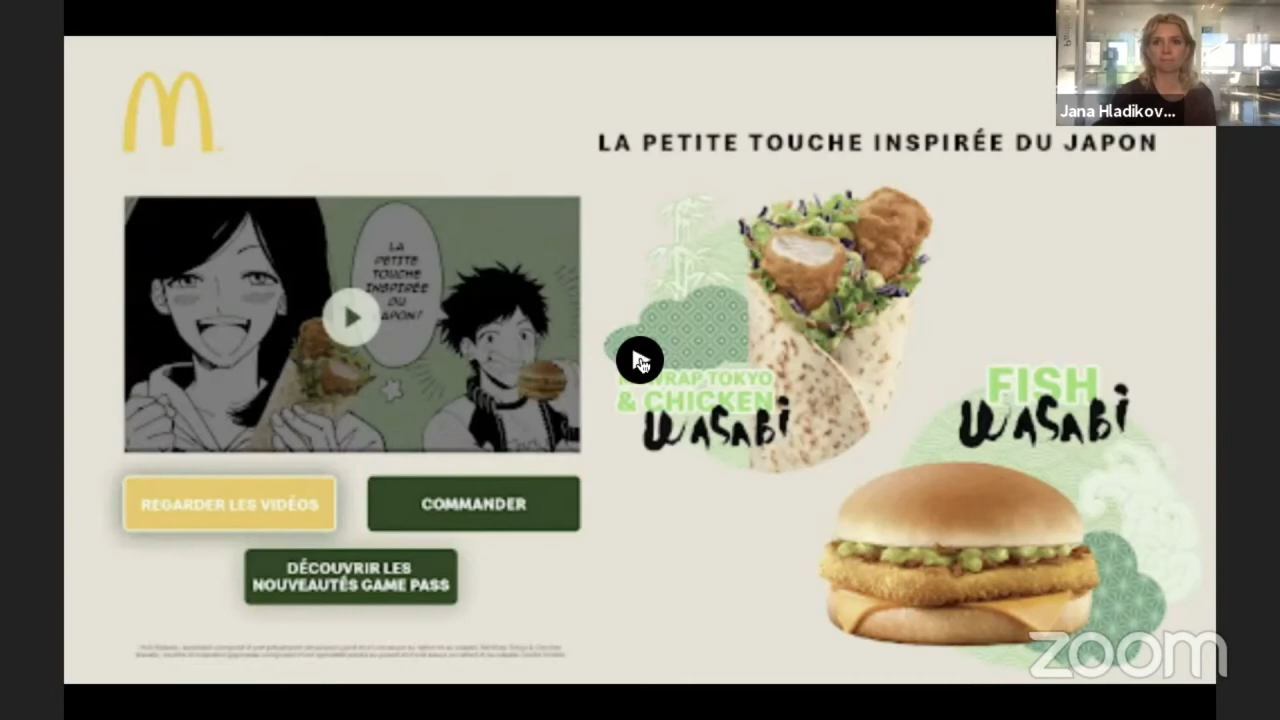 Jana Hladikov...
LA PETITE TOUCHE INSPIRÉE DU JAPON
LA
PETITE
TOUCHE
INSPIRÉE
DU
JAPON!
WRAP TOKYO
& CHICKEN
WASABI
FISH
WASABI
REGARDER LES VIDÉOS
COMMANDER
DÉCOUVRIR LES
NOUVEAUTÉS GAME PASS
zoom